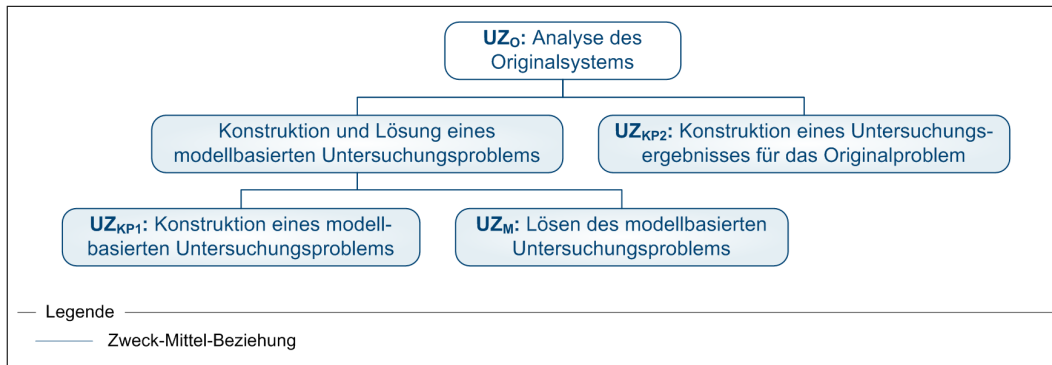 UZO: Analyse des
Originalsystems
Konstruktion und Lösung eines
modellbasierten Untersuchungsproblems
UZKP2: Konstruktion eines Untersuchungs-
ergebnisses für das Originalproblem
UZKP1: Konstruktion eines modell-
basierten Untersuchungsproblems
UZM: Lösen des modellbasierten
Untersuchungsproblems
Legende
Zweck-Mittel-Beziehung